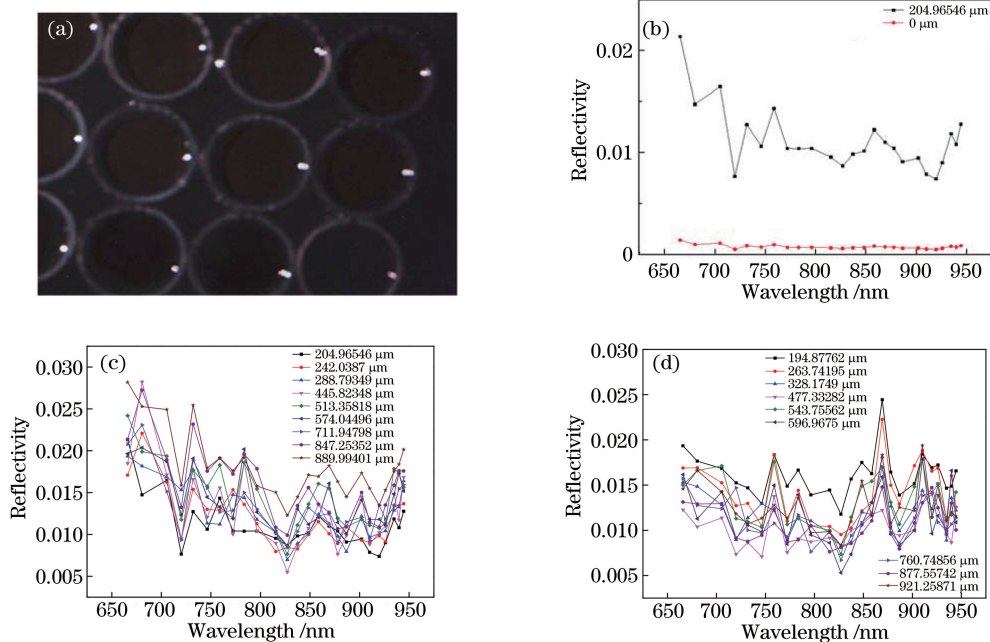 (a)
(b)
204.96546 μm
0 μm
0.02
0.01
0
Reflectivity
650 700 750 800 850 900 950
Wavelength /nm
(c)
204.96546 μm
242.0387 μm
288.79349 μm
445.82348 μm
513.35818 μm
574.04496 μm
711.94798 μm
847.25352 μm
889.99401 μm
0.030
0.025
0.020
0.015
0.010
0.005
Reflectivity
650 700 750 800 850 900 950
Wavelength /nm
(d)
194.87762 μm
263.74195 μm
328.1749 μm
477.33282 μm
543.75562 μm
596.9675 μm
760.74856 μm
877.55742 μm
921.25871 μm
0.030
0.025
0.020
0.015
0.010
0.005
Reflectivity
650 700 750 800 850 900 950
Wavelength /nm